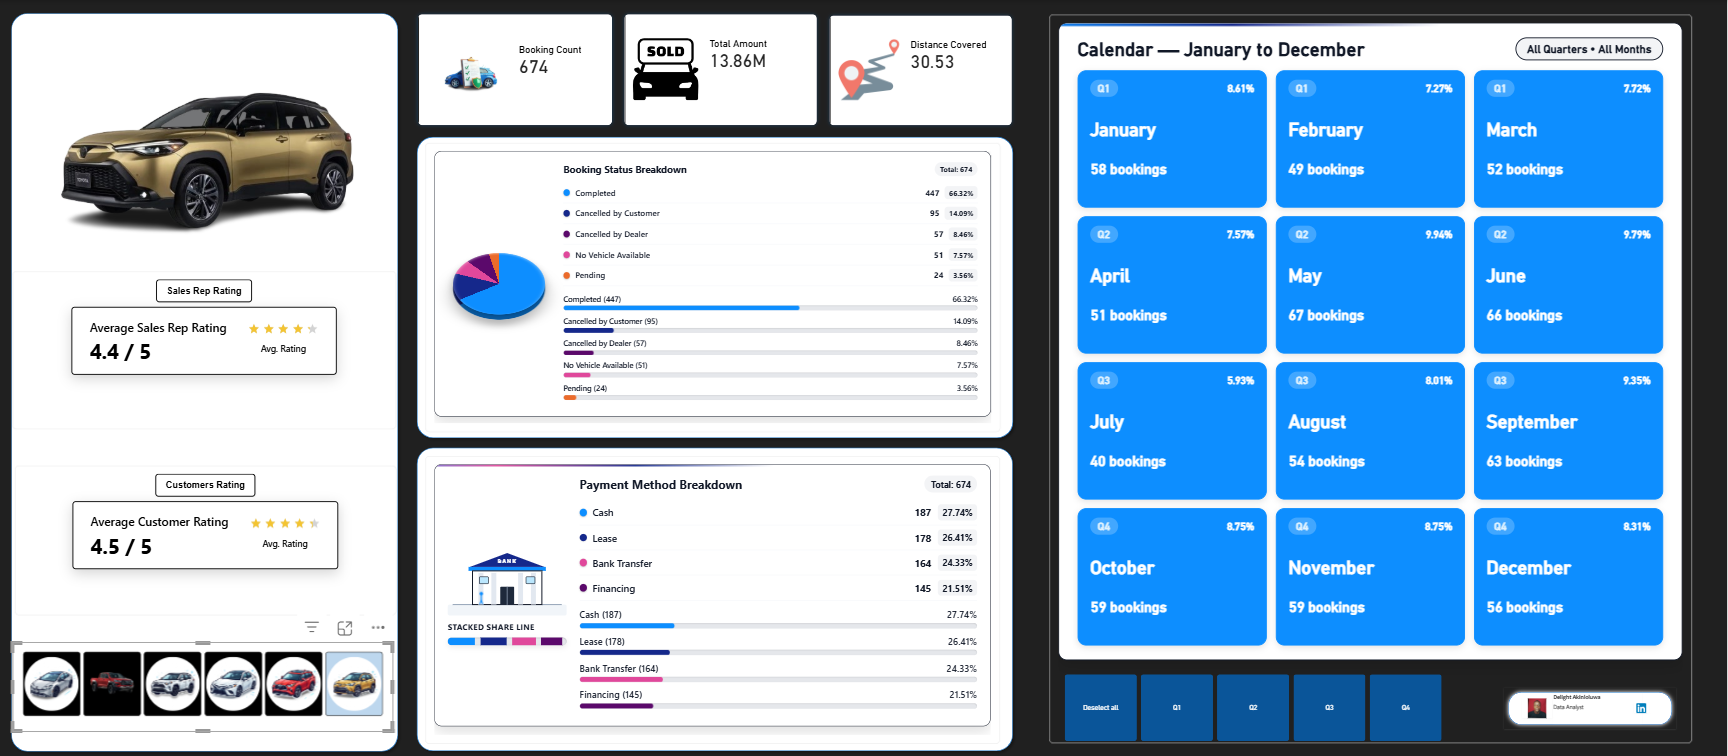 Sales Rep Rating
Average Sales Rep Rating
4.4 / 5
Avg. Rating
Customers Rating
Average Customer Rating
4.5 / 5
Avg. Rating
Booking Count
674
SOLD
Total Amount
13.86M
Distance Covered
30.53
Booking Status Breakdown
Total: 674
Completed 447 66.32%
Cancelled by Customer 95 14.09%
Cancelled by Dealer 57 8.46%
No Vehicle Available 51 7.57%
Pending 24 3.56%
Completed (447) 66.32%
Cancelled by Customer (95) 14.09%
Cancelled by Dealer (57) 8.46%
No Vehicle Available (51) 7.57%
Pending (24) 3.56%
Payment Method Breakdown
Total: 674
Cash 187 27.74%
Lease 178 26.41%
Bank Transfer 164 24.33%
Financing 145 21.51%
BANK
STACKED SHARE LINE
Cash (187) 27.74%
Lease (178) 26.41%
Bank Transfer (164) 24.33%
Financing (145) 21.51%
Calendar — January to December
All Quarters • All Months
Q1 8.61%
January
58 bookings
Q1 7.27%
February
49 bookings
Q1 7.72%
March
52 bookings
Q2 7.57%
April
51 bookings
Q2 9.94%
May
67 bookings
Q2 9.79%
June
66 bookings
Q3 5.93%
July
40 bookings
Q3 8.01%
August
54 bookings
Q3 9.35%
September
63 bookings
Q4 8.75%
October
59 bookings
Q4 8.75%
November
59 bookings
Q4 8.31%
December
56 bookings
Deselect all
Q1
Q2
Q3
Q4
Delight Akinloluwa
Data Analyst
in